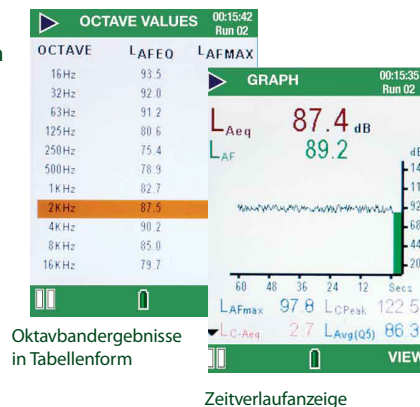 OCTAVE VALUES 00:15:42
Run 02
OCTAVE LAFEQ LAFMAX
16Hz 93.5
32Hz 92.0
63Hz 91.2
125Hz 80.6
250Hz 75.4
500Hz 78.9
1KHz 82.7
2KHz 87.5
4KHz 90.2
8KHz 85.0
16KHz 79.7
Oktavbandergebnisse
in Tabellenform
GRAPH 00:15:35
Run 02
LAeq 87.4 dB
LAF 89.2
92
68
44
20
60 48 36 24 12 Secs
LAFmax 97.8 LCPeak 122.5
LC-Aeq 2.7 LAvg(Q5) 86.3
VIEW
Zeitverlaufanzeige